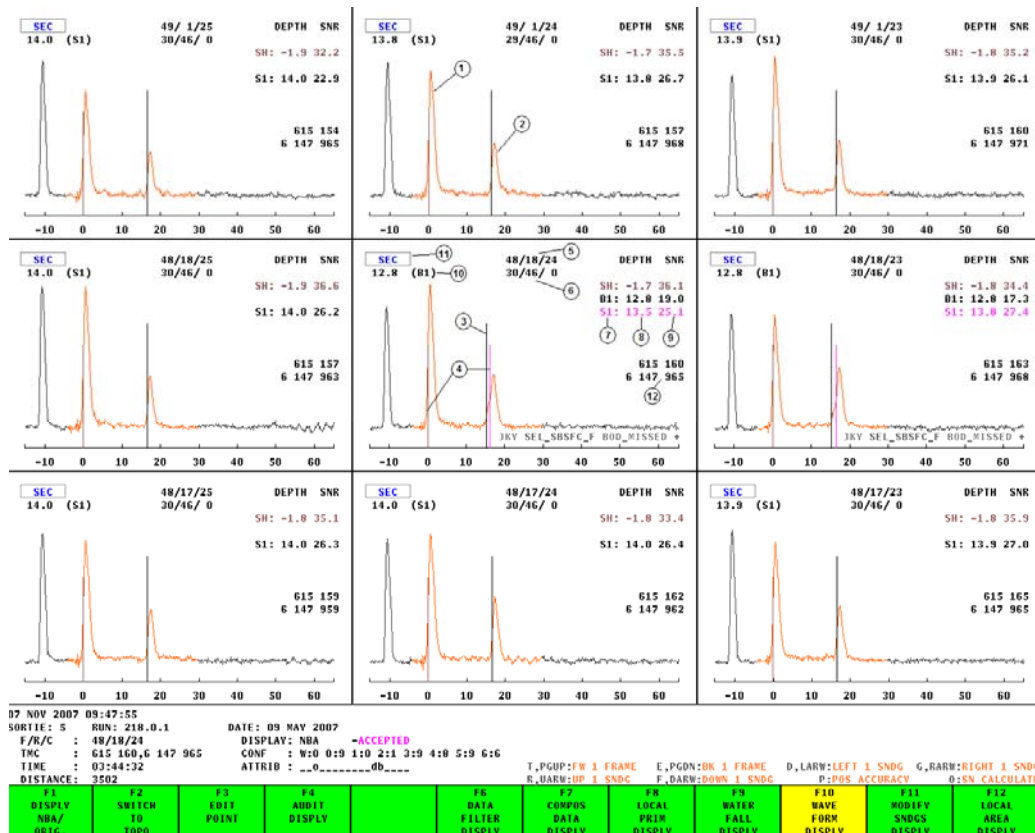 SEC 49/ 1/25 DEPTH SNR
14.0 (S1) 30/46/ 0
SH: -1.9 32.2
S1: 14.0 22.9
615 154
6 147 965
-10 0 10 20 30 40 50 60
SEC 49/ 1/24 DEPTH SNR
13.8 (S1) 29/46/ 0
SH: -1.7 35.5
1
S1: 13.8 26.7
2
615 157
6 147 968
-10 0 10 20 30 40 50 60
SEC 49/ 1/23 DEPTH SNR
13.9 (S1) 30/46/ 0
SH: -1.8 35.2
S1: 13.9 26.1
615 160
6 147 971
-10 0 10 20 30 40 50 60
SEC 48/18/25 DEPTH SNR
14.0 (S1) 30/46/ 0
SH: -1.9 36.6
S1: 14.0 26.2
615 157
6 147 963
-10 0 10 20 30 40 50 60
SEC 11 48/18/24 5 DEPTH SNR
12.8 (B1) 10 30/46/ 0
6
SH: -1.7 36.1
B1: 12.8 19.0
S1: 13.5 25.1
3 7 8 9
4
615 160
6 147 965
12
JKY SEL_SBSFC_F BOD_MISSED +
-10 0 10 20 30 40 50 60
SEC 48/18/23 DEPTH SNR
12.8 (B1) 30/46/ 0
SH: -1.8 34.4
B1: 12.8 17.3
S1: 13.8 27.4
615 163
6 147 968
JKY SEL_SBSFC_F BOD_MISSED +
-10 0 10 20 30 40 50 60
SEC 48/17/25 DEPTH SNR
14.0 (S1) 30/46/ 0
SH: -1.8 35.1
S1: 14.0 26.3
615 159
6 147 959
-10 0 10 20 30 40 50 60
SEC 48/17/24 DEPTH SNR
14.0 (S1) 30/46/ 0
SH: -1.8 33.4
S1: 14.0 26.4
615 162
6 147 962
-10 0 10 20 30 40 50 60
SEC 48/17/23 DEPTH SNR
13.9 (S1) 30/46/ 0
SH: -1.8 35.9
S1: 13.9 27.0
615 165
6 147 965
-10 0 10 20 30 40 50 60
07 NOV 2007 09:47:55
SORTIE: 5 RUN: 218.0.1 DATE: 09 MAY 2007
F/R/C : 48/18/24 DISPLAY: NBA -ACCEPTED
TMC : 615 160,6 147 965 CONF : W:0 0:9 1:0 2:1 3:9 4:8 5:9 6:6
TIME : 03:44:32 ATTRIB : __o________db____ T,PGUP:FW 1 FRAME E,PGDN:BK 1 FRAME D,LARW:LEFT 1 SNDG G,RARW:RIGHT 1 SNDG
DISTANCE: 3502 R,UARW:UP 1 SNDG F,DARW:DOWN 1 SNDG P:POS ACCURACY O:SN CALCULAT
F1 F2 F3 F4 F6 F7 F8 F9 F10 F11 F12
DISPLY SWITCH EDIT AUDIT DATA COMPOS LOCAL WATER WAVE MODIFY LOCAL
NBA/ TO POINT DISPLY FILTER DATA PRIM FALL FORM SNDGS AREA
ORIG TOPO DISPLY DISPLY DISPLY DISPLY DISPLY DISPLY DISPLY